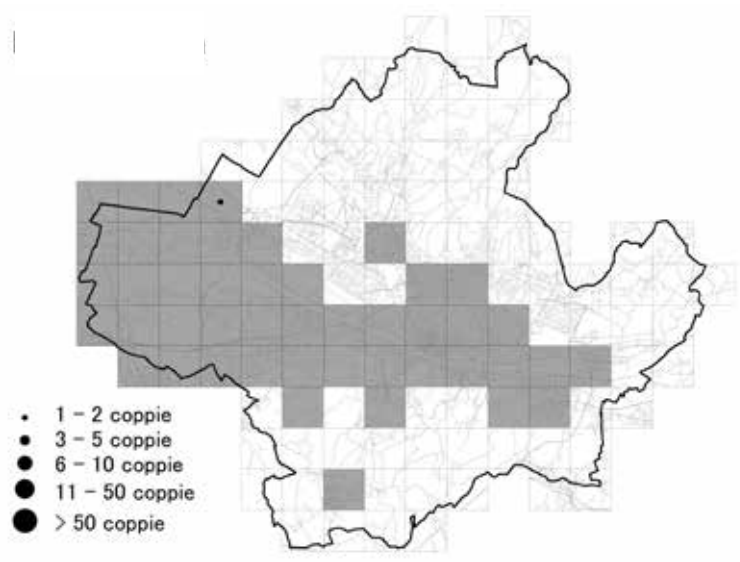 1 – 2 coppie
3 – 5 coppie
6 – 10 coppie
11 – 50 coppie
> 50 coppie